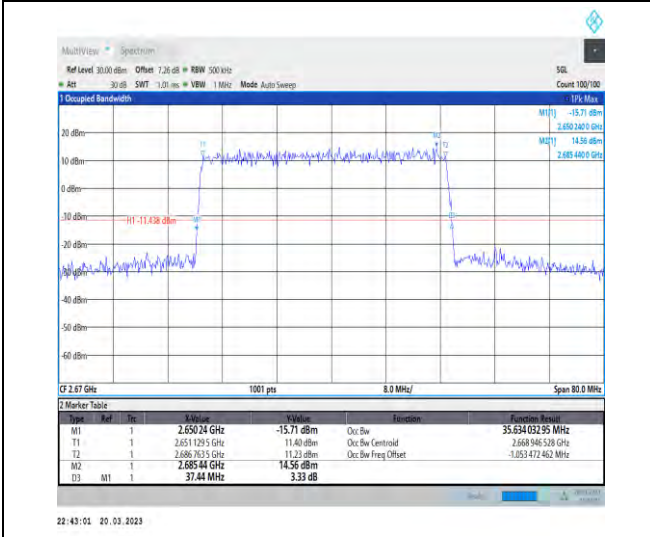 MultiView Spectrum
Ref Level 30.00 dBm Offset 7.26 dB RBW 500 kHz SGL
Att 30 dB SWT 1.01 ms VBW 1 MHz Mode Auto Sweep Count 100/100
1 Occupied Bandwidth 1Pk Max
M1[1] -15.71 dBm
2.650 240 0 GHz
20 dBm
M2[1] 14.56 dBm
2.685 440 0 GHz
T1 M2 T2
10 dBm
0 dBm
-10 dBm
H1 -11.438 dBm M1
-20 dBm
-30 dBm
-40 dBm
-50 dBm
-60 dBm
CF 2.67 GHz 1001 pts 8.0 MHz/ Span 80.0 MHz
2 Marker Table
Type Ref Trc X-Value Y-Value Function Function Result
M1 1 2.650 24 GHz -15.71 dBm Occ Bw 35.634 032 95 MHz
T1 1 2.651 129 5 GHz 11.40 dBm Occ Bw Centroid 2.668 946 528 GHz
T2 1 2.686 763 5 GHz 11.23 dBm Occ Bw Freq Offset -1.053 472 462 MHz
M2 1 2.685 44 GHz 14.56 dBm
D3 M1 1 37.44 MHz 3.33 dB
22:43:01 20.03.2023